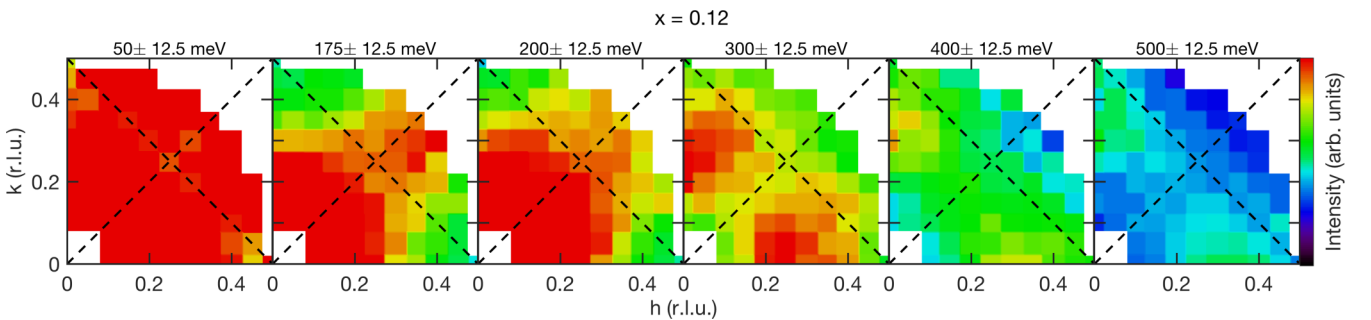 x = 0.12
50± 12.5 meV
175± 12.5 meV
200± 12.5 meV
300± 12.5 meV
400± 12.5 meV
500± 12.5 meV
k (r.l.u.)
0.4
0.2
0
0 0.2 0.4
0 0.2 0.4
0 0.2 0.4
0 0.2 0.4
0 0.2 0.4
0 0.2 0.4
h (r.l.u.)
Intensity (arb. units)